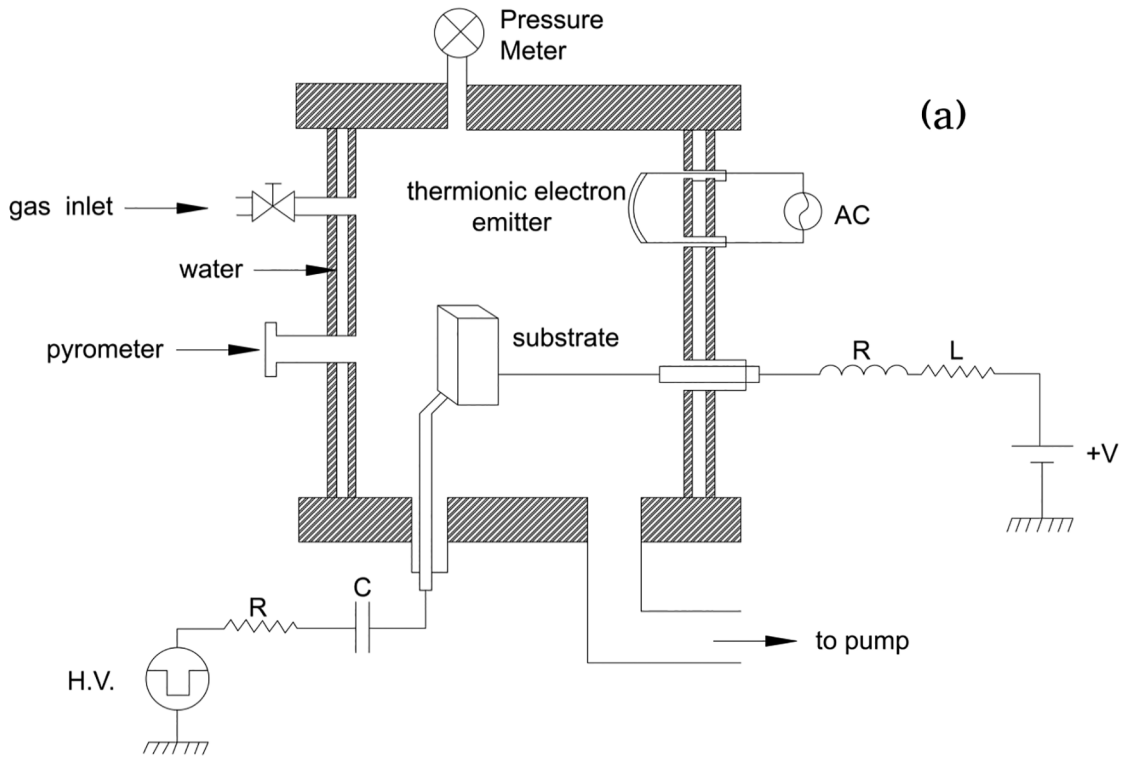 Pressure
Meter
(a)
gas inlet
thermionic electron
emitter
AC
water
pyrometer
substrate
R
L
+V
C
R
H.V.
to pump